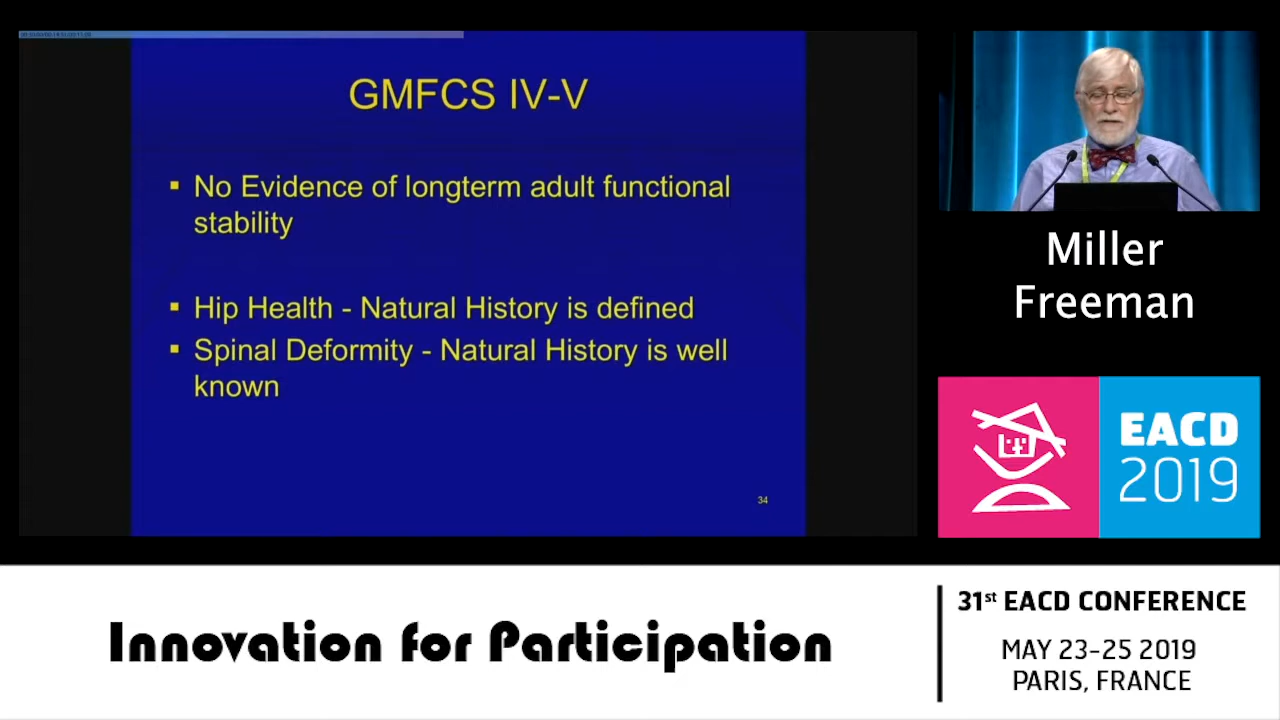 GMFCS IV-V
▪ No Evidence of longterm adult functional
stability
▪ Hip Health - Natural History is defined
▪ Spinal Deformity - Natural History is well
known
34
Miller
Freeman
EACD
2019
Innovation for Participation
31st EACD CONFERENCE
MAY 23-25 2019
PARIS, FRANCE